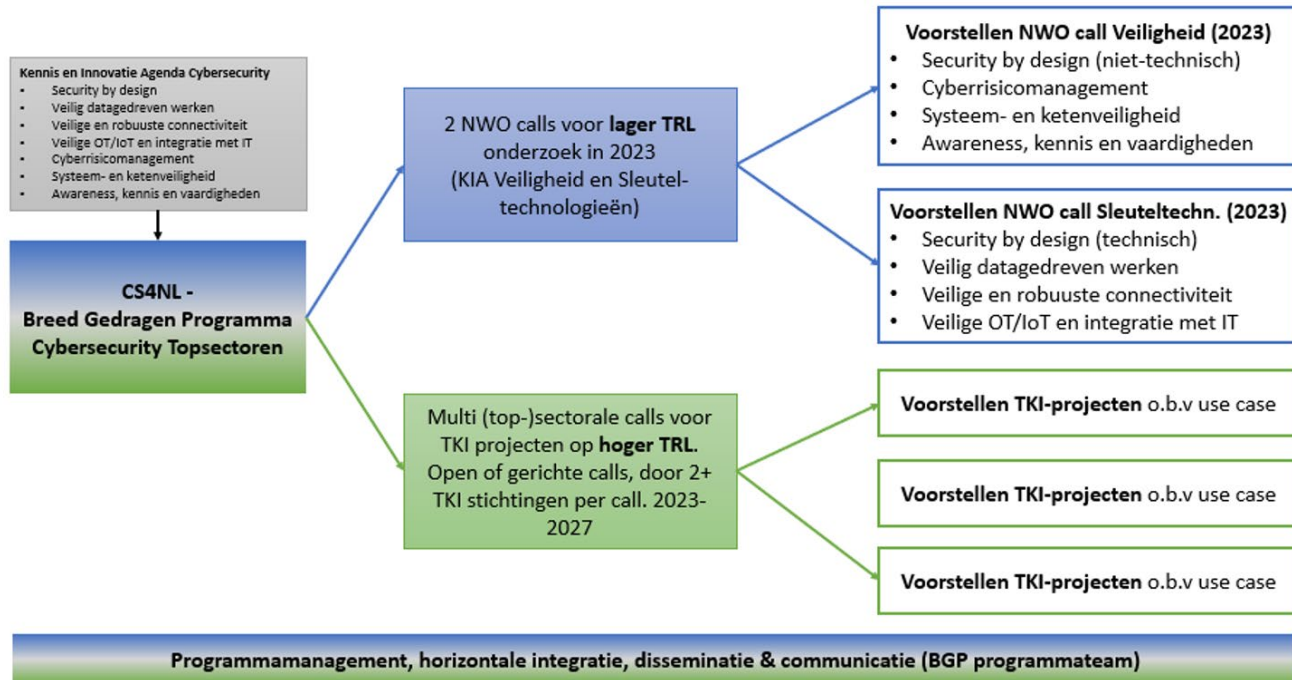 Kennis en Innovatie Agenda Cybersecurity
• Security by design
• Veilig datagedreven werken
• Veilige en robuuste connectiviteit
• Veilige OT/IoT en integratie met IT
• Cyberrisicomanagement
• Systeem- en ketenveiligheid
• Awareness, kennis en vaardigheden
CS4NL -
Breed Gedragen Programma
Cybersecurity Topsectoren
2 NWO calls voor lager TRL
onderzoek in 2023
(KIA Veiligheid en Sleutel-
technologieën)
Multi (top-)sectorale calls voor
TKI projecten op hoger TRL.
Open of gerichte calls, door 2+
TKI stichtingen per call. 2023-
2027
Voorstellen NWO call Veiligheid (2023)
• Security by design (niet-technisch)
• Cyberrisicomanagement
• Systeem- en ketenveiligheid
• Awareness, kennis en vaardigheden
Voorstellen NWO call Sleuteltechn. (2023)
• Security by design (technisch)
• Veilig datagedreven werken
• Veilige en robuuste connectiviteit
• Veilige OT/IoT en integratie met IT
Voorstellen TKI-projecten o.b.v use case
Voorstellen TKI-projecten o.b.v use case
Voorstellen TKI-projecten o.b.v use case
Programmamanagement, horizontale integratie, disseminatie & communicatie (BGP programmateam)